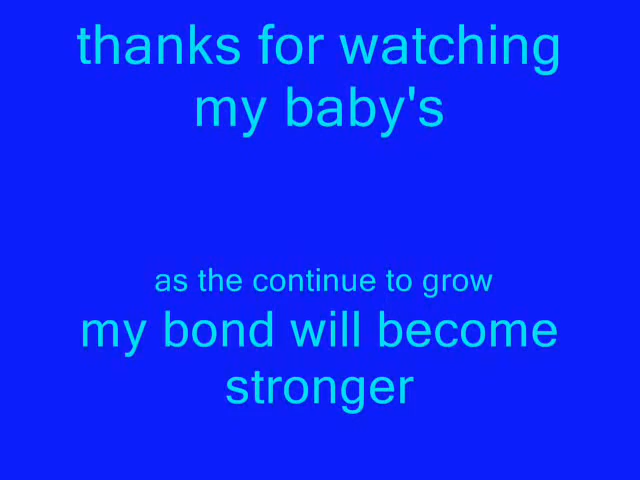 thanks for watching
my baby's
as the continue to grow
my bond will become
stronger